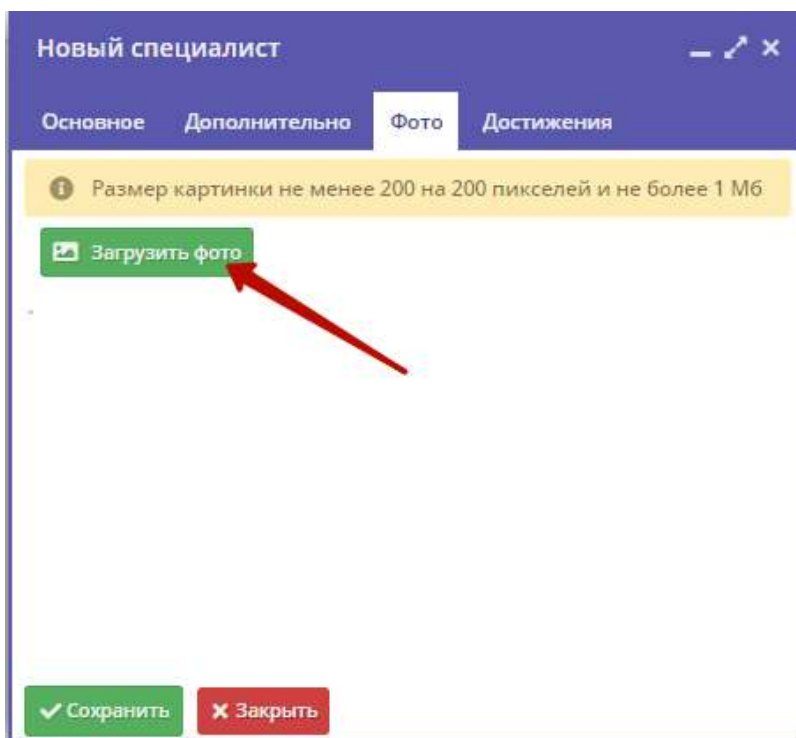 Новый специалист
Основное Дополнительно Фото Достижения
Размер картинки не менее 200 на 200 пикселей и не более 1 Мб
Загрузить фото
Сохранить Закрыть